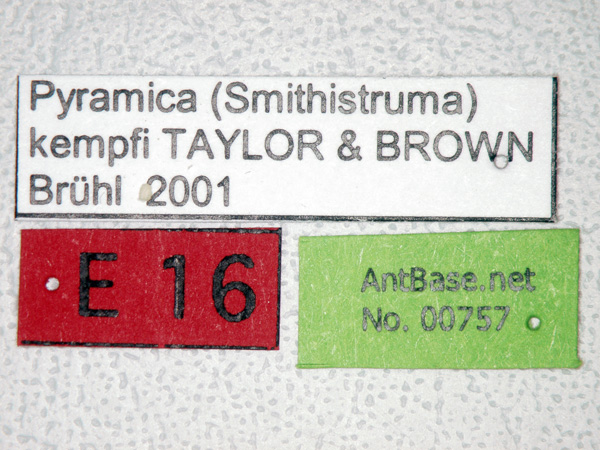 Pyramica (Smithistruma)
kempfi TAYLOR & BROWN
Brühl 2001
E 16
AntBase.net
No. 00757